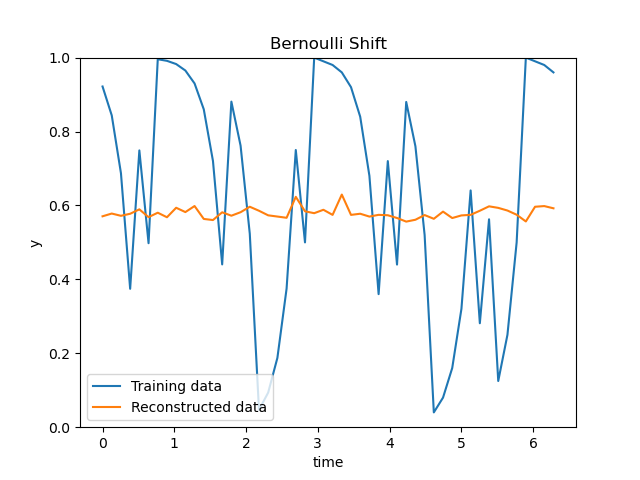 Bernoulli Shift
1.0
0.8
0.6
0.4
0.2
0.0
y
Training data
Reconstructed data
0 1 2 3 4 5 6
time